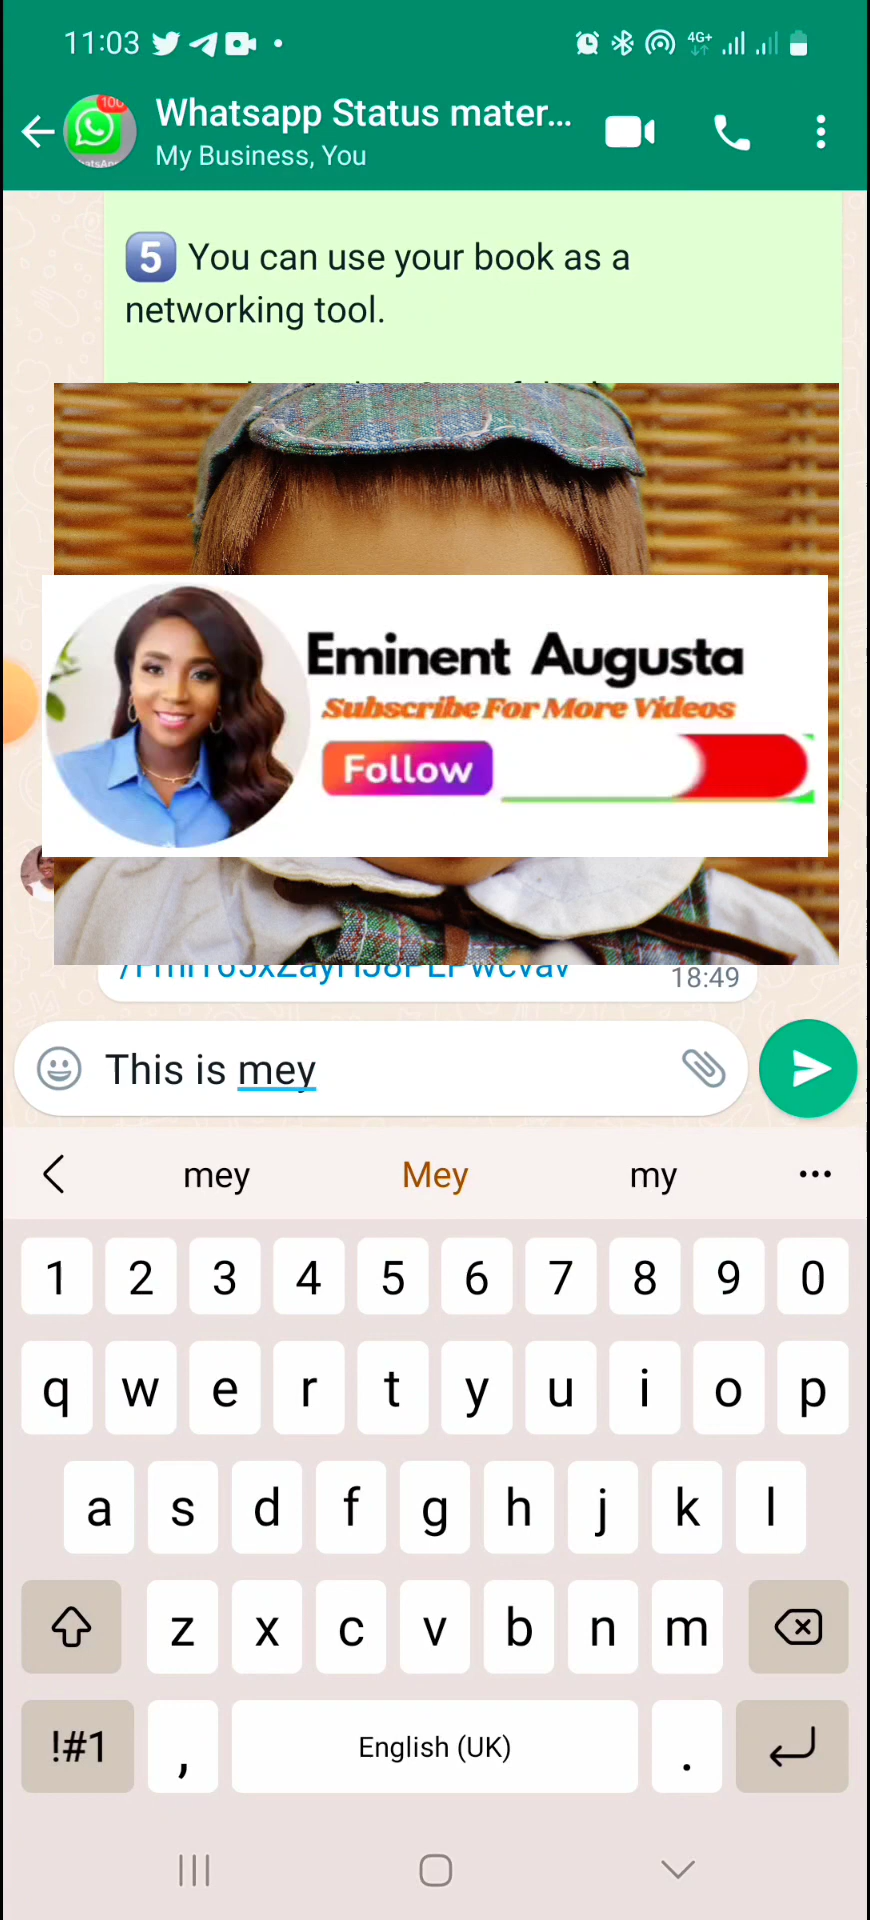 11:03
4G+
Whatsapp Status mater...
My Business, You
100
5 You can use your book as a
networking tool.
Eminent Augusta
Subscribe For More Videos
Follow
18:49
This is mey
mey Mey my
1 2 3 4 5 6 7 8 9 0
q w e r t y u i o p
a s d f g h j k l
z x c v b n m
!#1 , English (UK) .